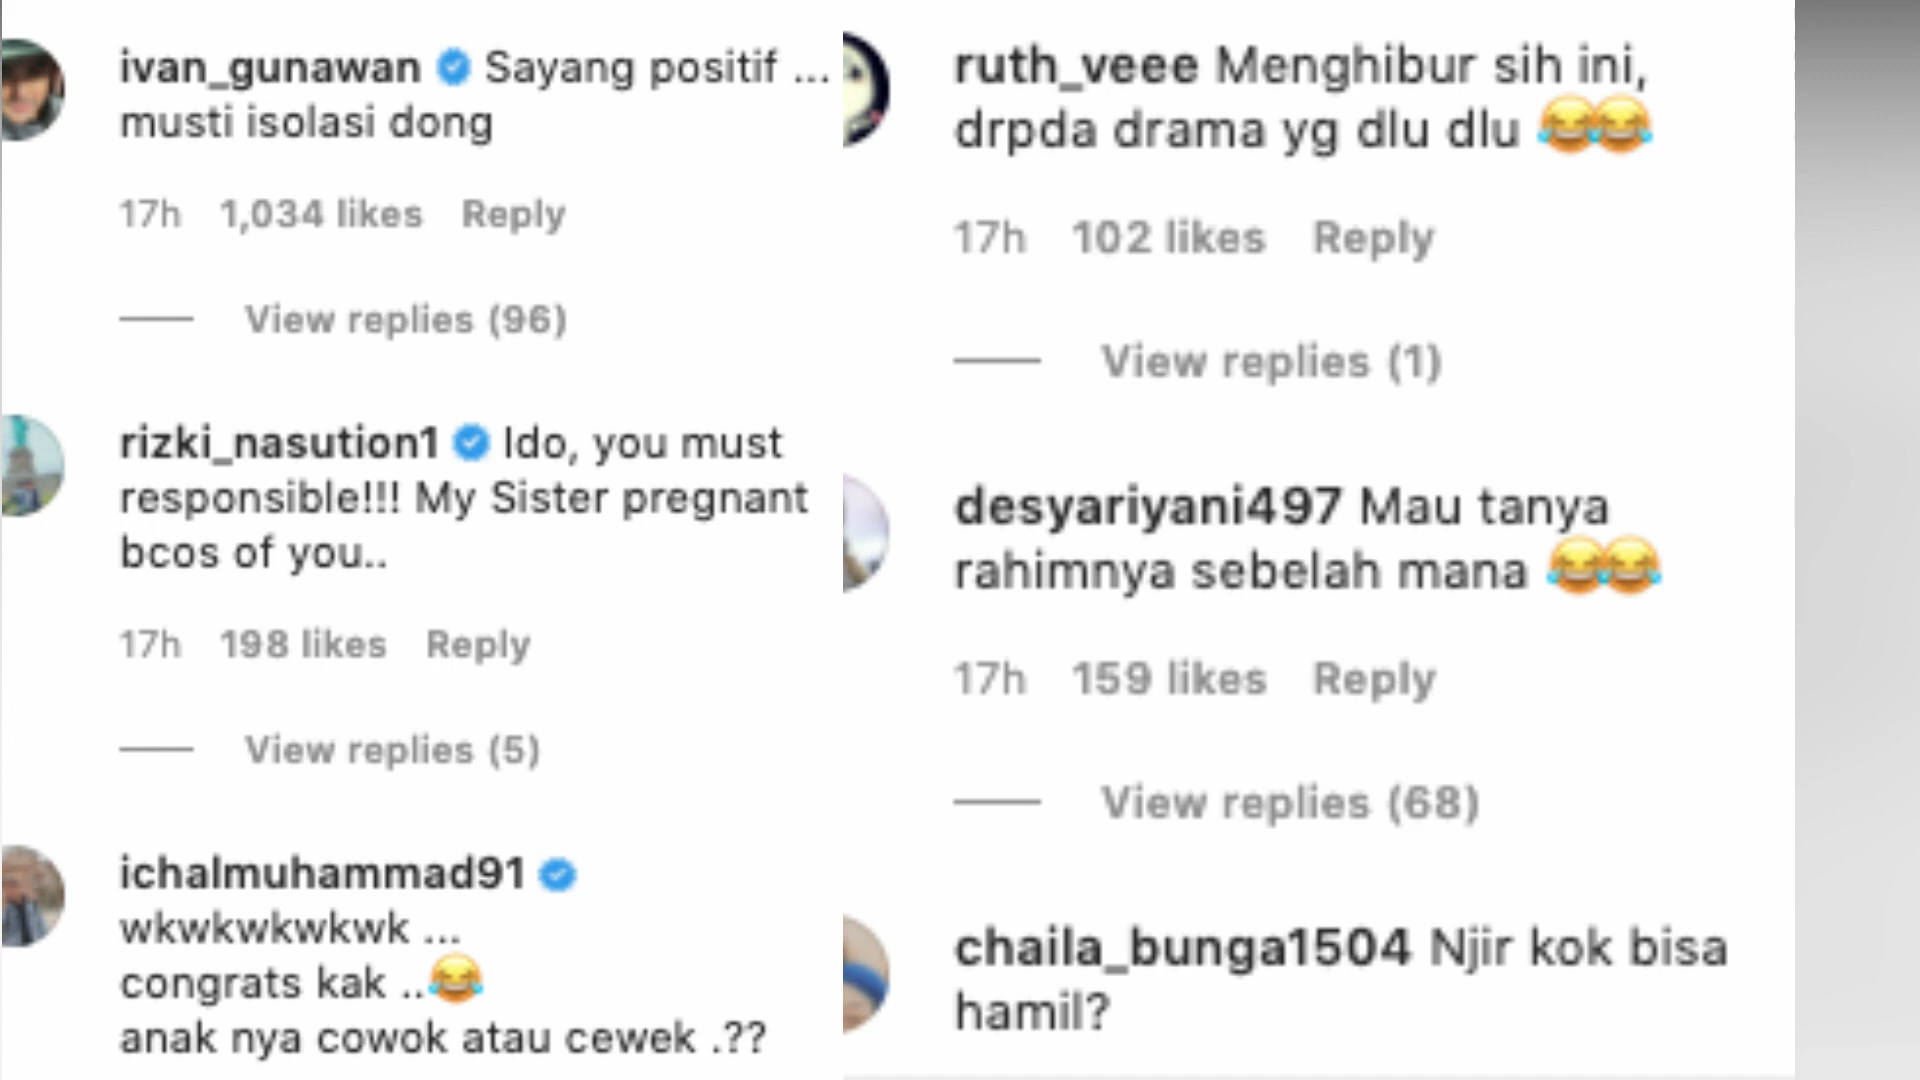 ivan_gunawan Sayang positif ...
musti isolasi dong
17h 1,034 likes Reply
View replies (96)
rizki_nasution1 Ido, you must
responsible!!! My Sister pregnant
bcos of you..
17h 198 likes Reply
View replies (5)
ichalmuhammad91
wkwkwkwkwk ...
congrats kak ..😂
anak nya cowok atau cewek .??
ruth_veee Menghibur sih ini,
drpda drama yg dlu dlu 😂😂
17h 102 likes Reply
View replies (1)
desyariyani497 Mau tanya
rahimnya sebelah mana 😂😂
17h 159 likes Reply
View replies (68)
chaila_bunga1504 Njir kok bisa
hamil?